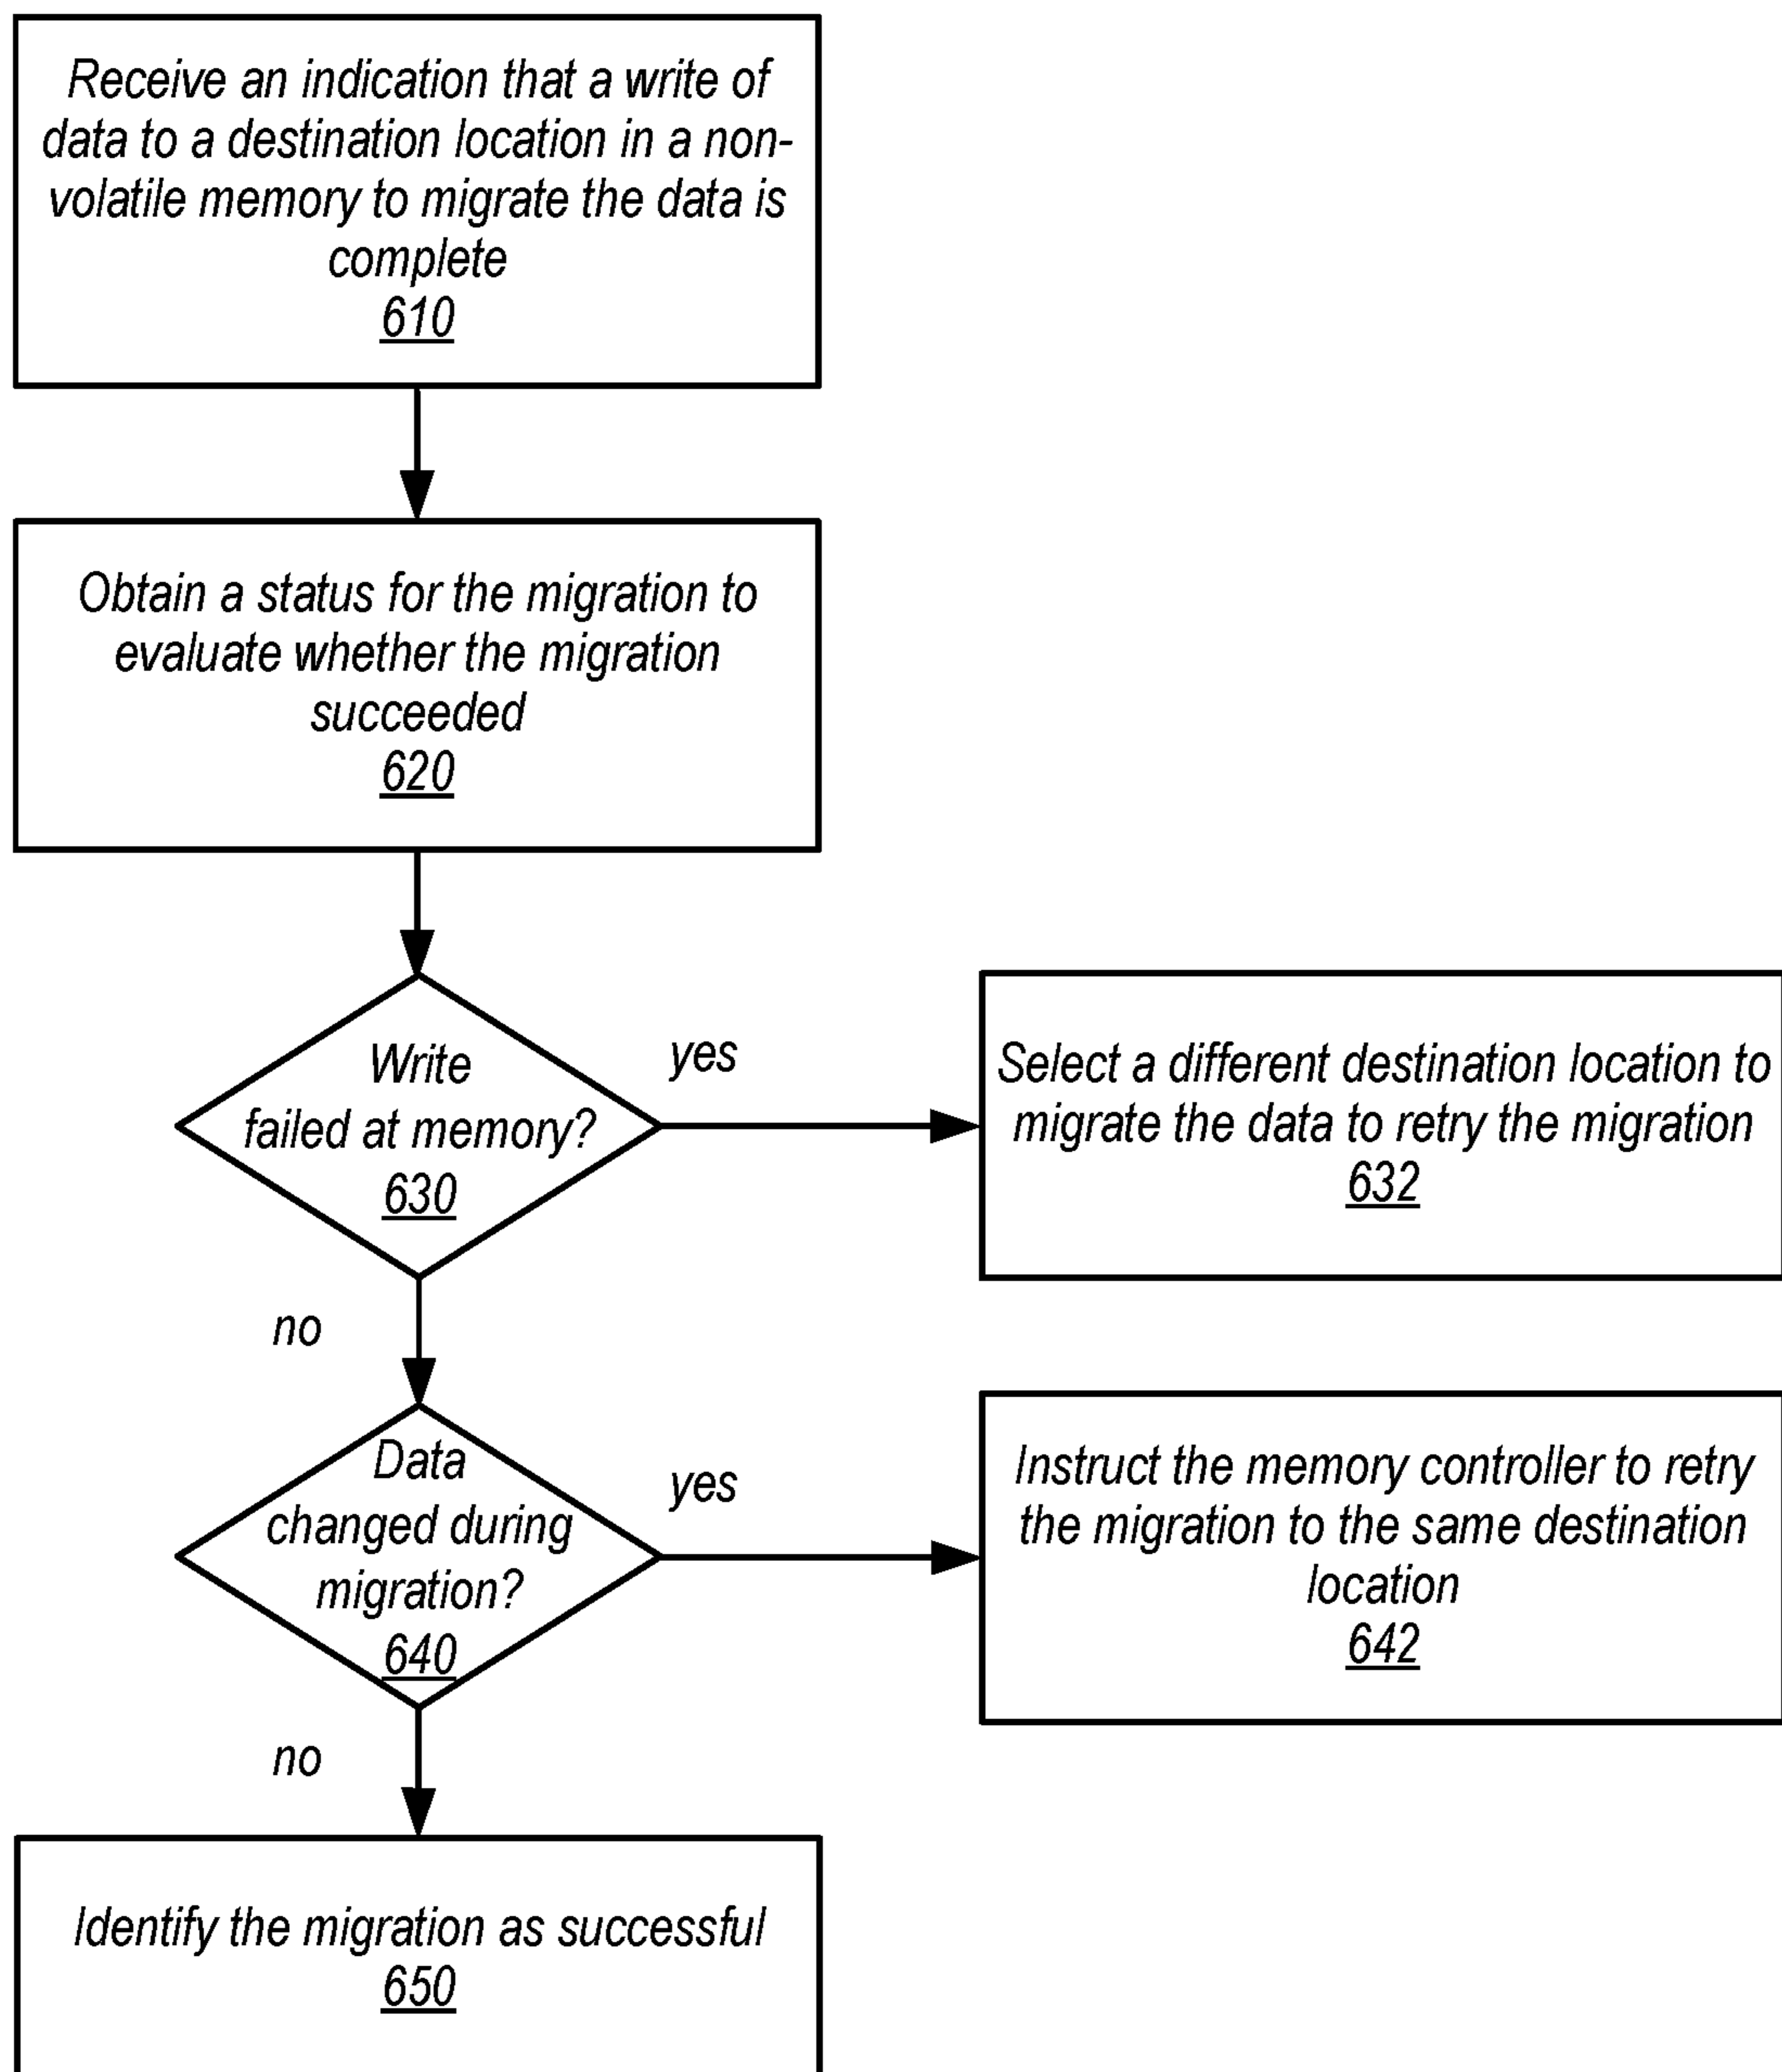 Receive an indication that a write of
data to a destination location in a non-
volatile memory to migrate the data is
complete
610
Obtain a status for the migration to
evaluate whether the migration
succeeded
620
Write
failed at memory?
630
yes
Select a different destination location to
migrate the data to retry the migration
632
no
Data
changed during
migration?
640
yes
Instruct the memory controller to retry
the migration to the same destination
location
642
no
Identify the migration as successful
650